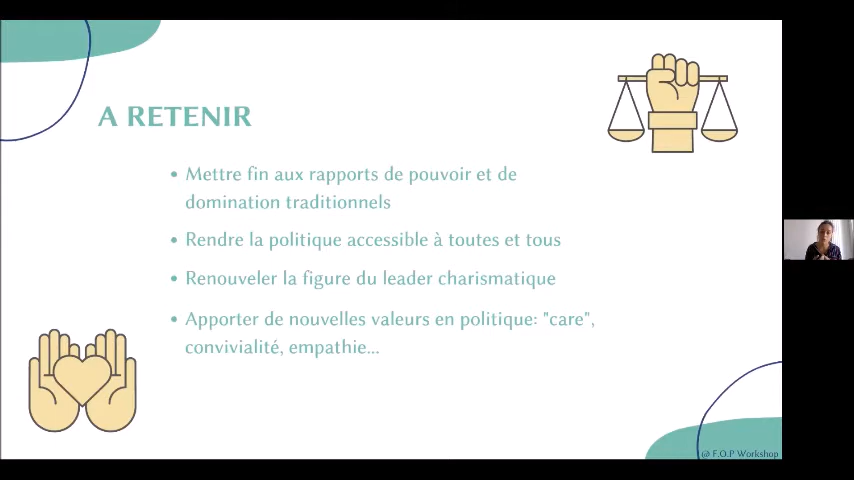 A RETENIR
• Mettre fin aux rapports de pouvoir et de
domination traditionnels
• Rendre la politique accessible à toutes et tous
• Renouveler la figure du leader charismatique
• Apporter de nouvelles valeurs en politique: "care",
convivialité, empathie...
@ F.O.P Workshop